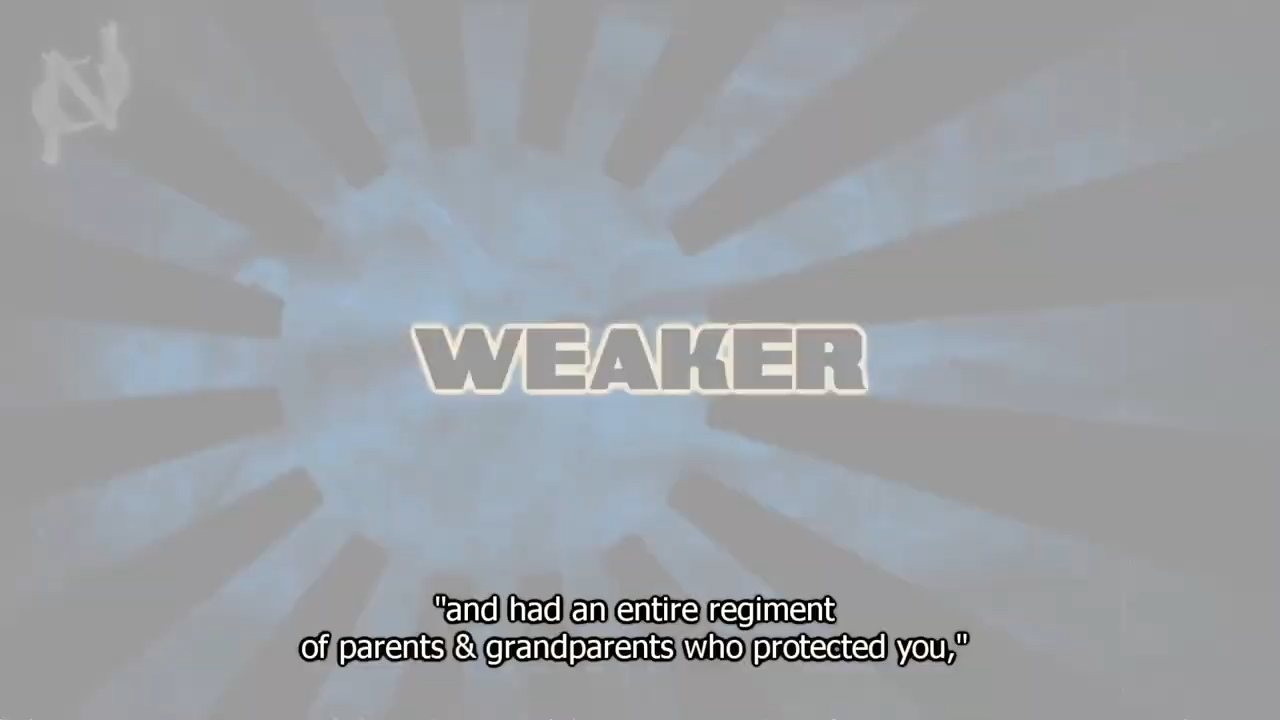 WEAKER
"and had an entire regiment
of parents & grandparents who protected you,"